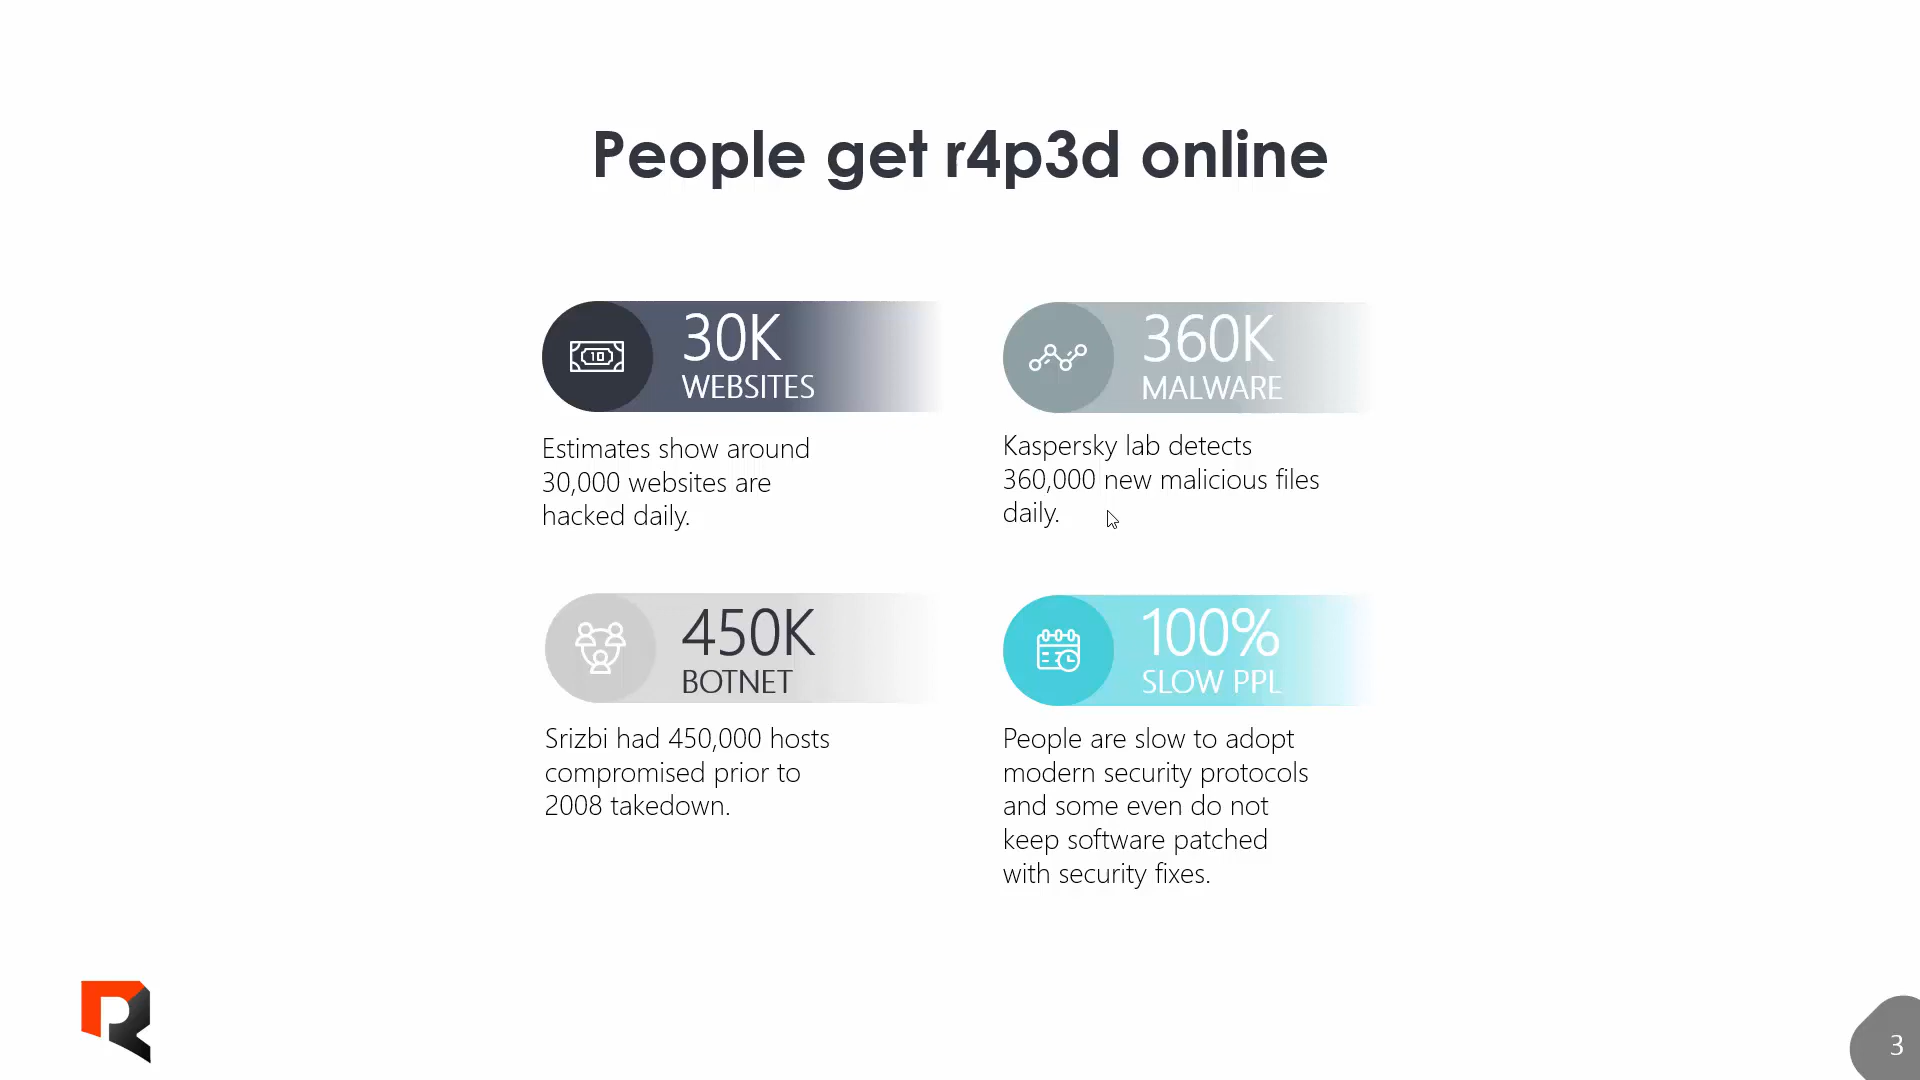 People get r4p3d online
30K
WEBSITES
Estimates show around
30,000 websites are
hacked daily.
360K
MALWARE
Kaspersky lab detects
360,000 new malicious files
daily.
450K
BOTNET
Srizbi had 450,000 hosts
compromised prior to
2008 takedown.
100%
SLOW PPL
People are slow to adopt
modern security protocols
and some even do not
keep software patched
with security fixes.
3